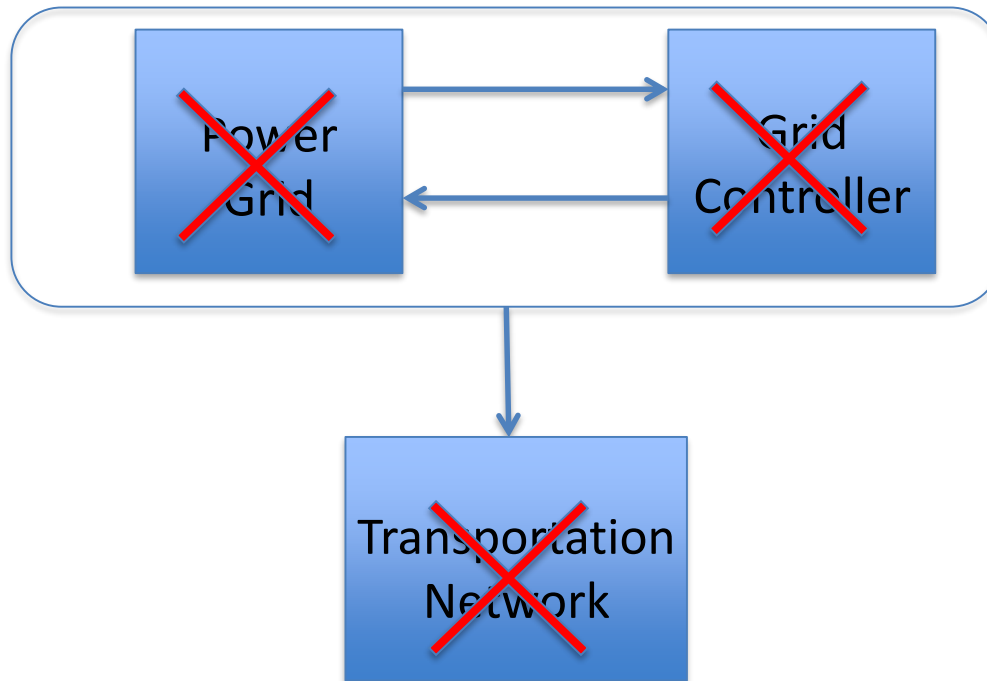 Power
Grid
Grid
Controller
Transportation
Network